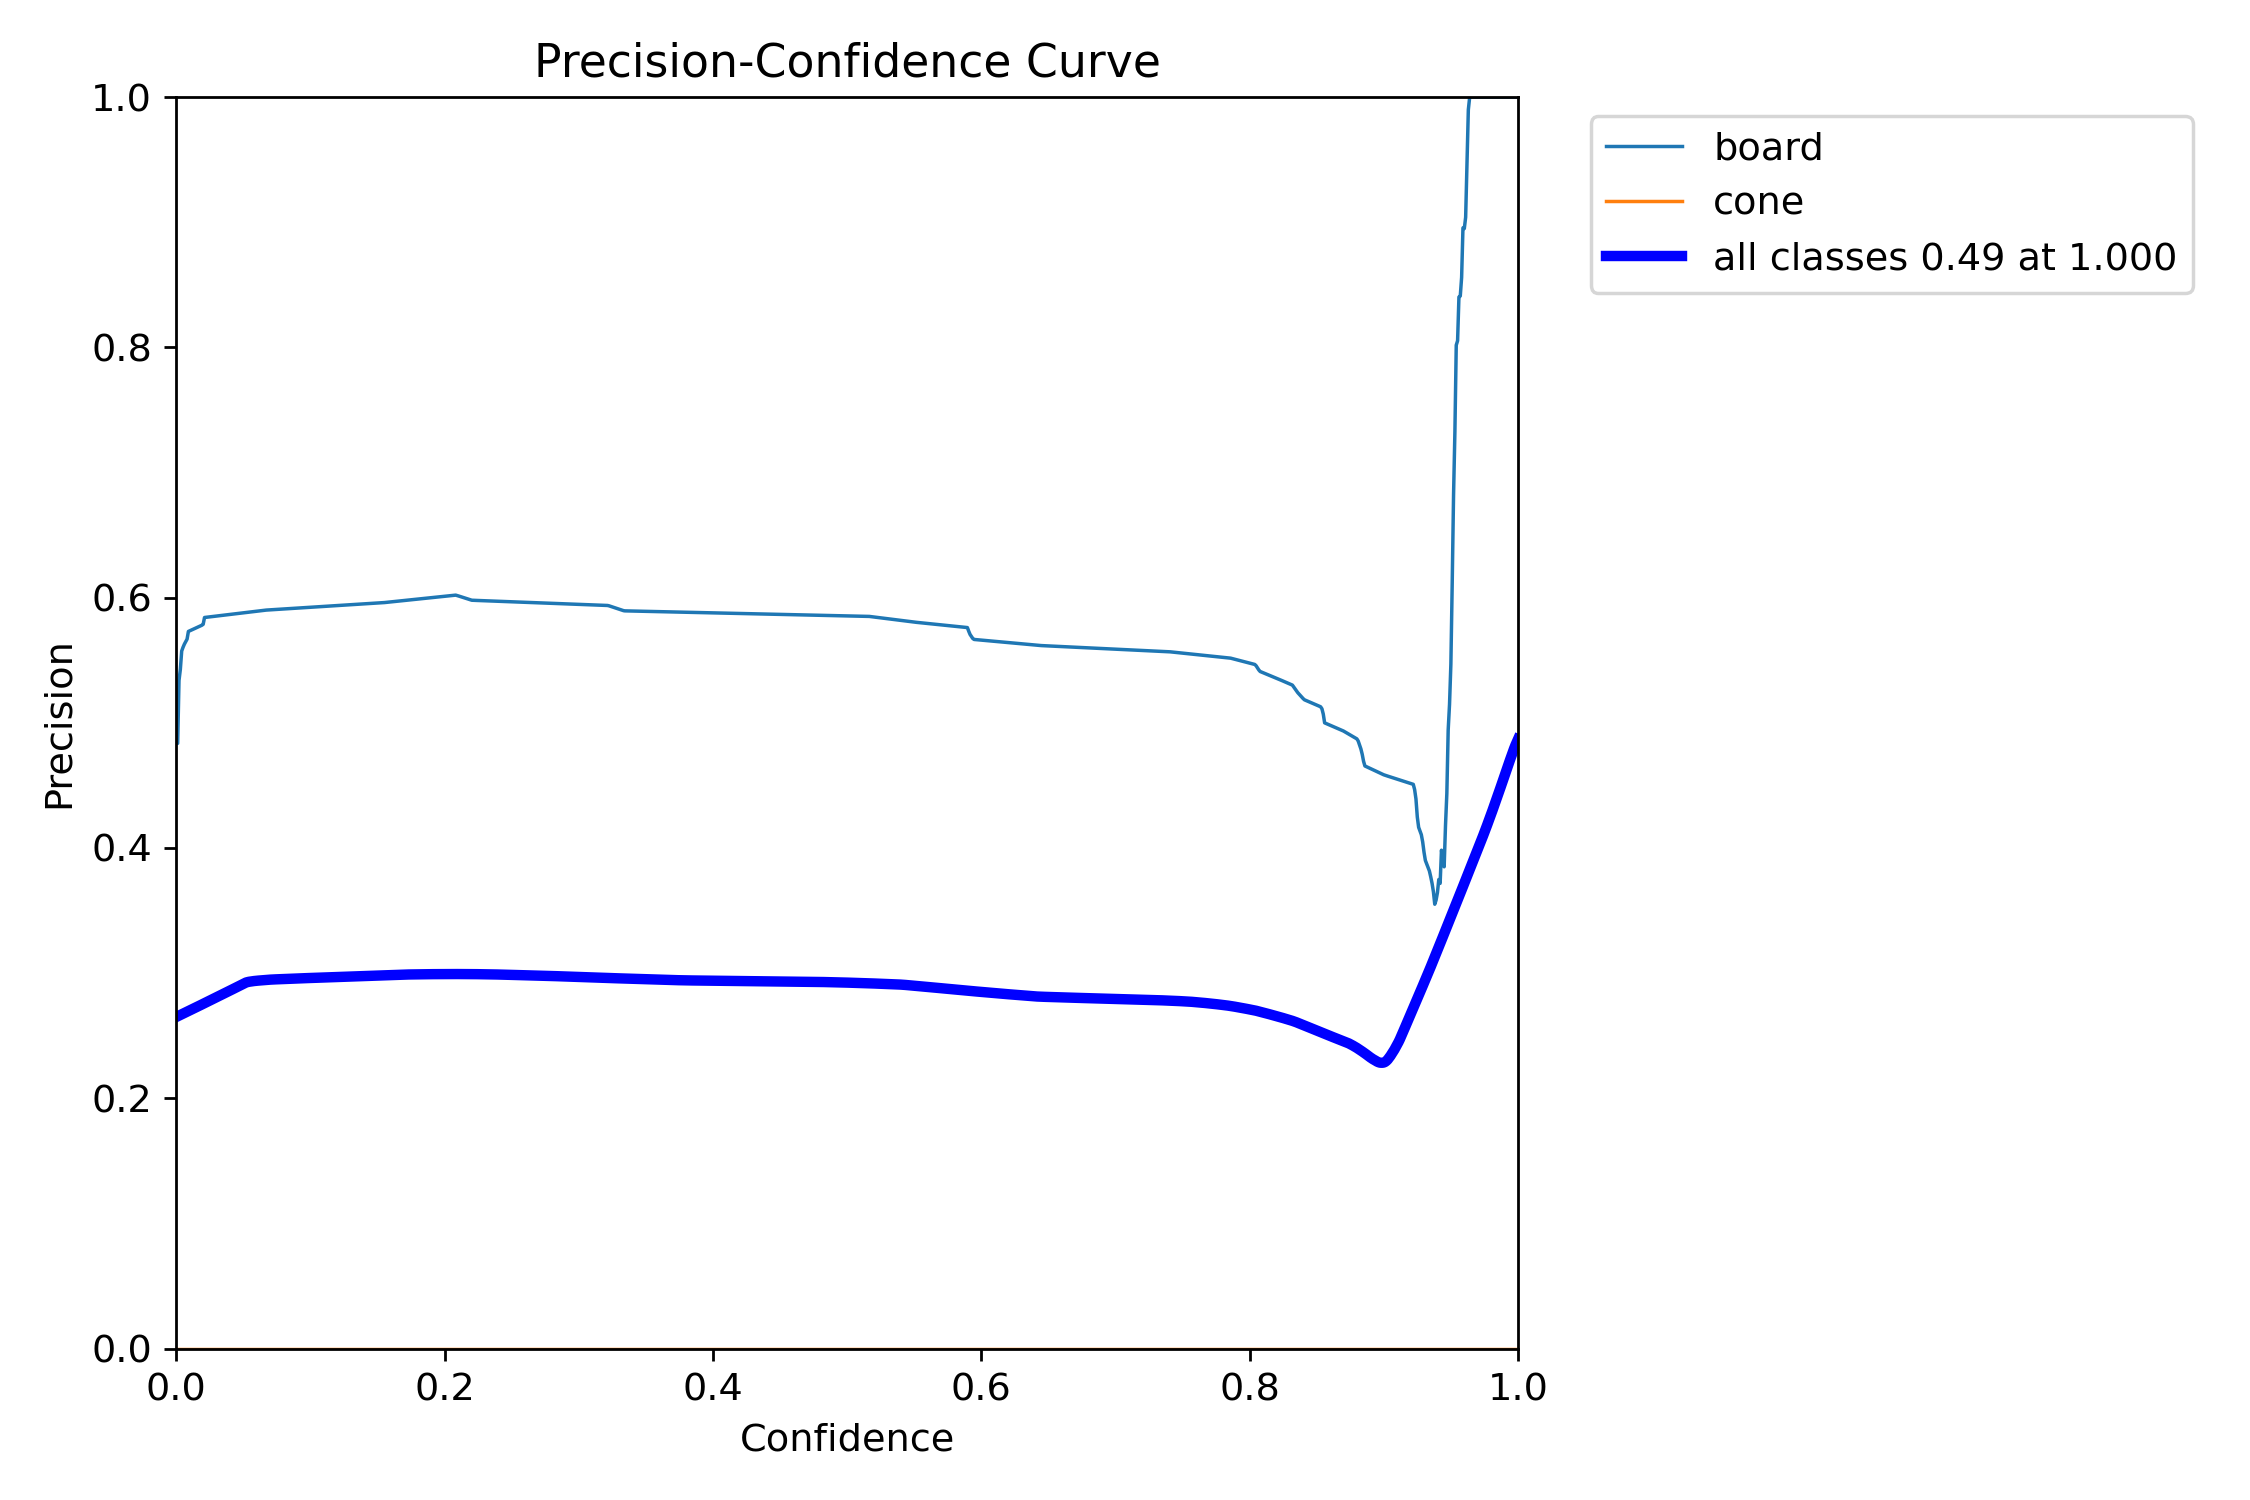 Precision-Confidence Curve
1.0
0.8
0.6
0.4
0.2
0.0
Precision
0.0 0.2 0.4 0.6 0.8 1.0
Confidence
board
cone
all classes 0.49 at 1.000